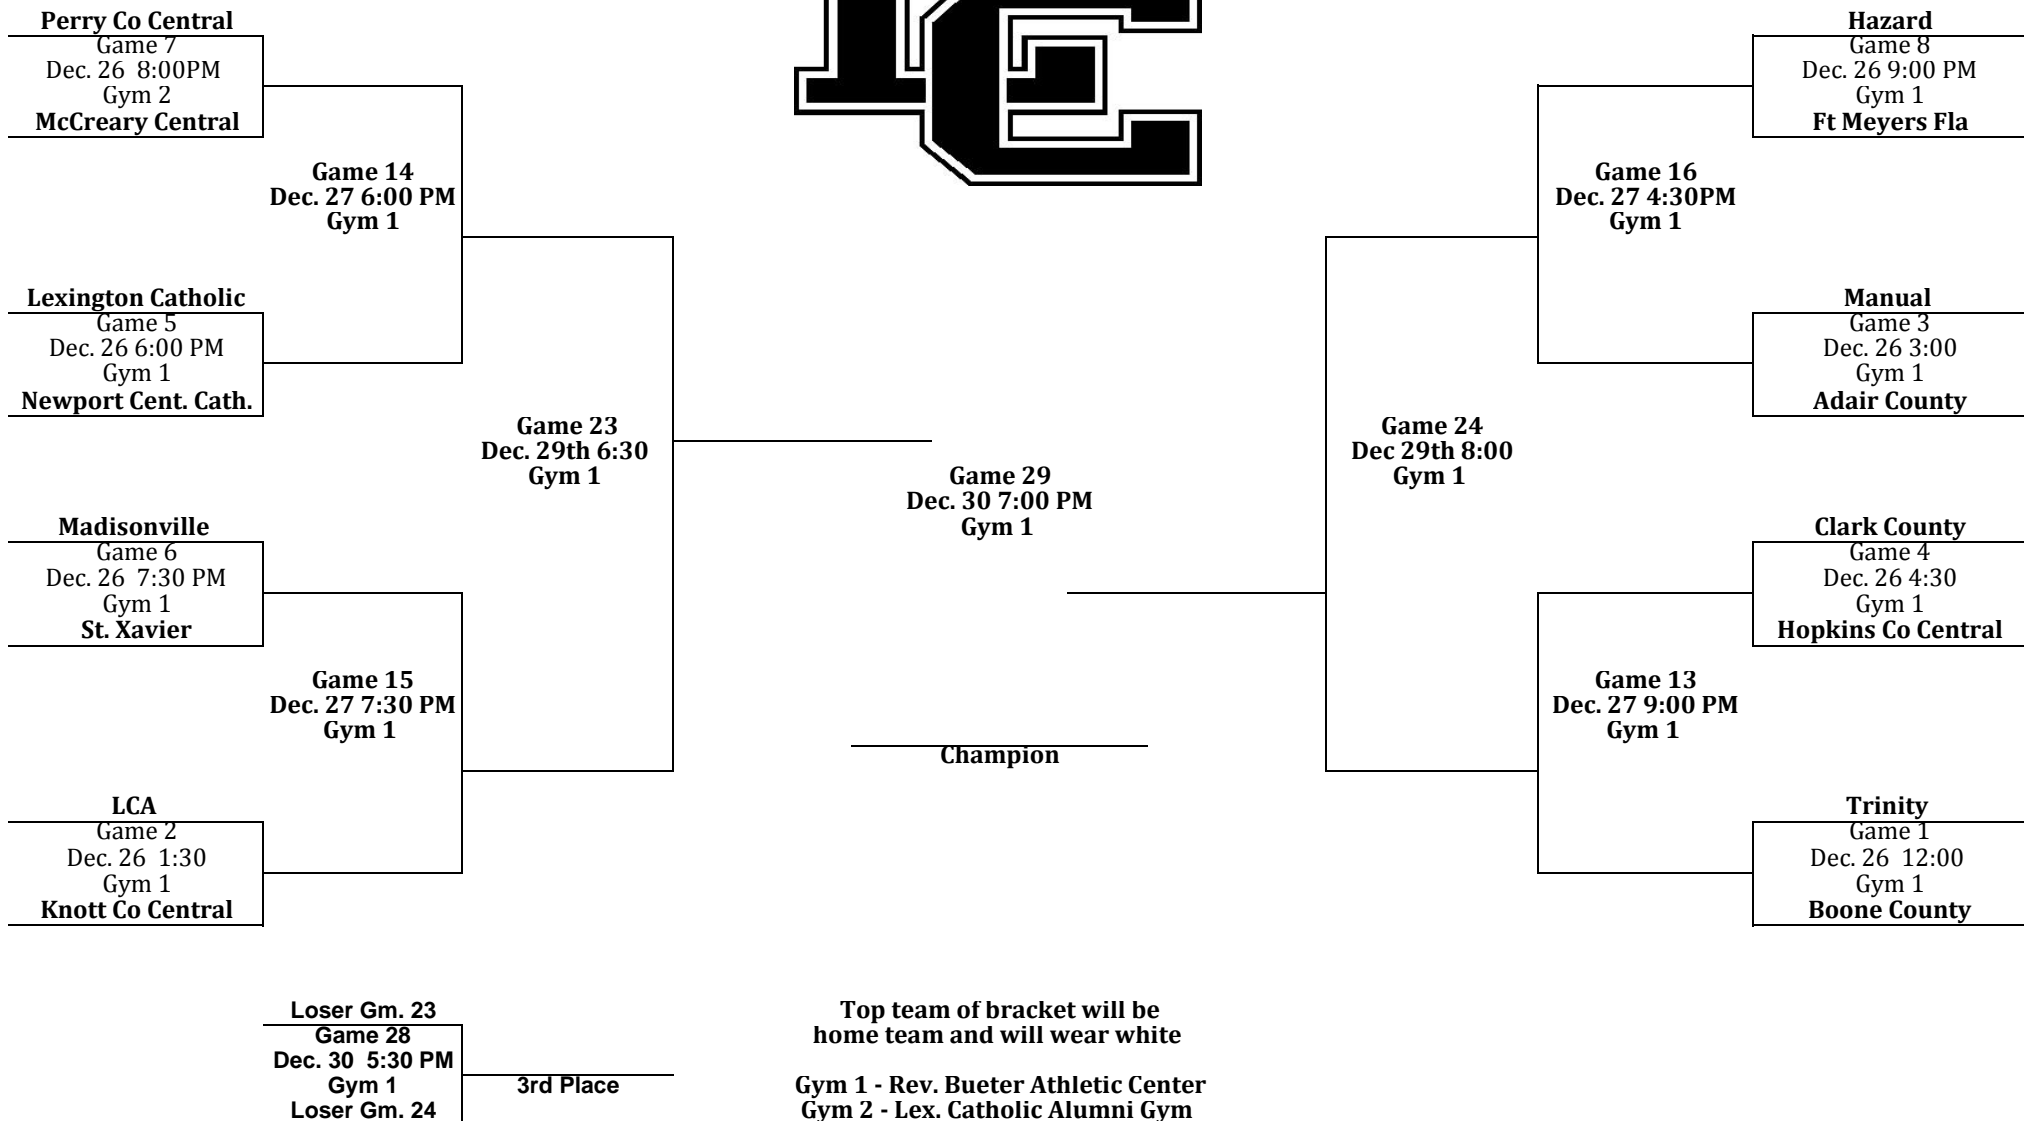 Perry Co Central
Game 7
Dec. 26  8:00PM
Gym 2
McCreary Central
Game 14
Dec. 27 6:00 PM
Gym 1
Lexington Catholic
Game 5
Dec. 26 6:00 PM
Gym 1
Newport Cent. Cath.
Game 23
Dec. 29th 6:30
Gym 1
Madisonville
Game 6
Dec. 26  7:30 PM
Gym 1
St. Xavier
Game 15
Dec. 27 7:30 PM
Gym 1
LCA
Game 2
Dec. 26  1:30
Gym 1
Knott Co Central
LC
Game 29
Dec. 30 7:00 PM
Gym 1
Champion
Hazard
Game 8
Dec. 26 9:00 PM
Gym 1
Ft Meyers Fla
Game 16
Dec. 27 4:30PM
Gym 1
Manual
Game 3
Dec. 26 3:00
Gym 1
Adair County
Game 24
Dec 29th 8:00
Gym 1
Clark County
Game 4
Dec. 26 4:30
Gym 1
Hopkins Co Central
Game 13
Dec. 27 9:00 PM
Gym 1
Trinity
Game 1
Dec. 26  12:00
Gym 1
Boone County
Loser Gm. 23
Game 28
Dec. 30  5:30 PM
Gym 1
Loser Gm. 24
3rd Place
Top team of bracket will be
home team and will wear white
Gym 1 - Rev. Bueter Athletic Center
Gym 2 - Lex. Catholic Alumni Gym